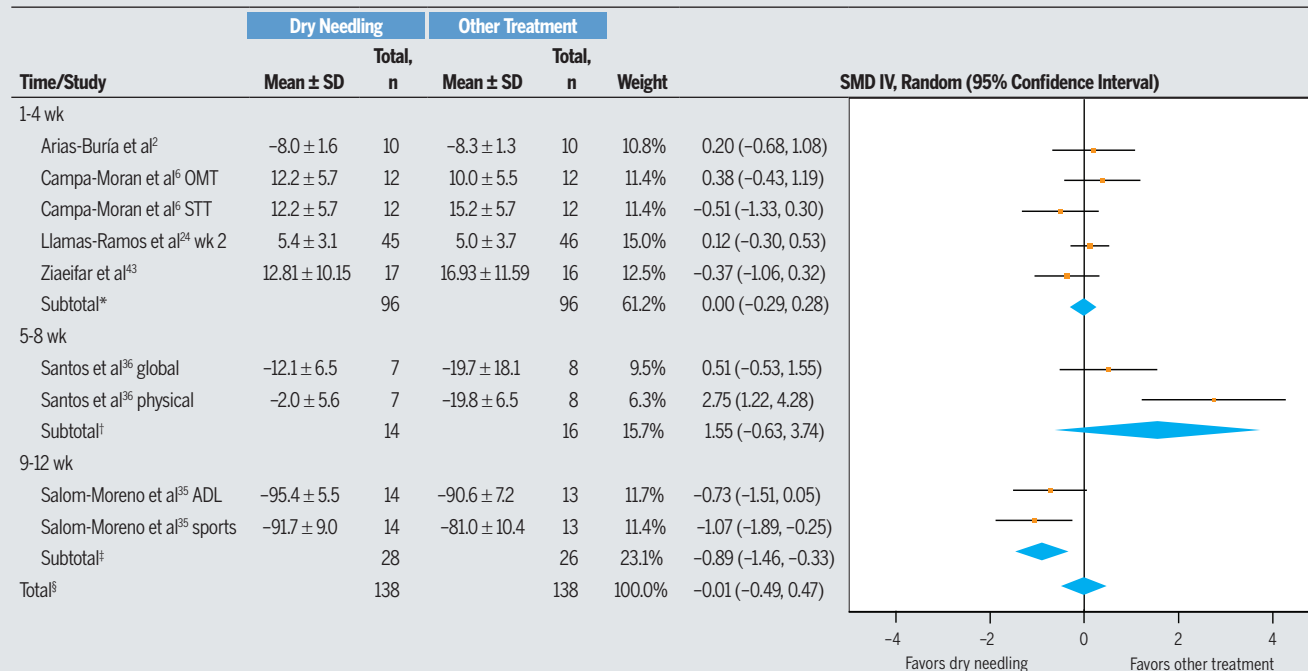 Dry Needling Other Treatment
Total, Total,
Time/Study Mean ± SD n Mean ± SD n Weight SMD IV, Random (95% Confidence Interval)
1-4 wk
Arias-Buría et al² −8.0 ± 1.6 10 −8.3 ± 1.3 10 10.8% 0.20 (−0.68, 1.08)
Campa-Moran et al⁶ OMT 12.2 ± 5.7 12 10.0 ± 5.5 12 11.4% 0.38 (−0.43, 1.19)
Campa-Moran et al⁶ STT 12.2 ± 5.7 12 15.2 ± 5.7 12 11.4% −0.51 (−1.33, 0.30)
Llamas-Ramos et al²⁴ wk 2 5.4 ± 3.1 45 5.0 ± 3.7 46 15.0% 0.12 (−0.30, 0.53)
Ziaeifar et al⁴³ 12.81 ± 10.15 17 16.93 ± 11.59 16 12.5% −0.37 (−1.06, 0.32)
Subtotal* 96 96 61.2% 0.00 (−0.29, 0.28)
5-8 wk
Santos et al³⁶ global −12.1 ± 6.5 7 −19.7 ± 18.1 8 9.5% 0.51 (−0.53, 1.55)
Santos et al³⁶ physical −2.0 ± 5.6 7 −19.8 ± 6.5 8 6.3% 2.75 (1.22, 4.28)
Subtotal† 14 16 15.7% 1.55 (−0.63, 3.74)
9-12 wk
Salom-Moreno et al³⁵ ADL −95.4 ± 5.5 14 −90.6 ± 7.2 13 11.7% −0.73 (−1.51, 0.05)
Salom-Moreno et al³⁵ sports −91.7 ± 9.0 14 −81.0 ± 10.4 13 11.4% −1.07 (−1.89, −0.25)
Subtotal‡ 28 26 23.1% −0.89 (−1.46, −0.33)
Total§ 138 138 100.0% −0.01 (−0.49, 0.47)
−4 −2 0 2 4
Favors dry needling Favors other treatment